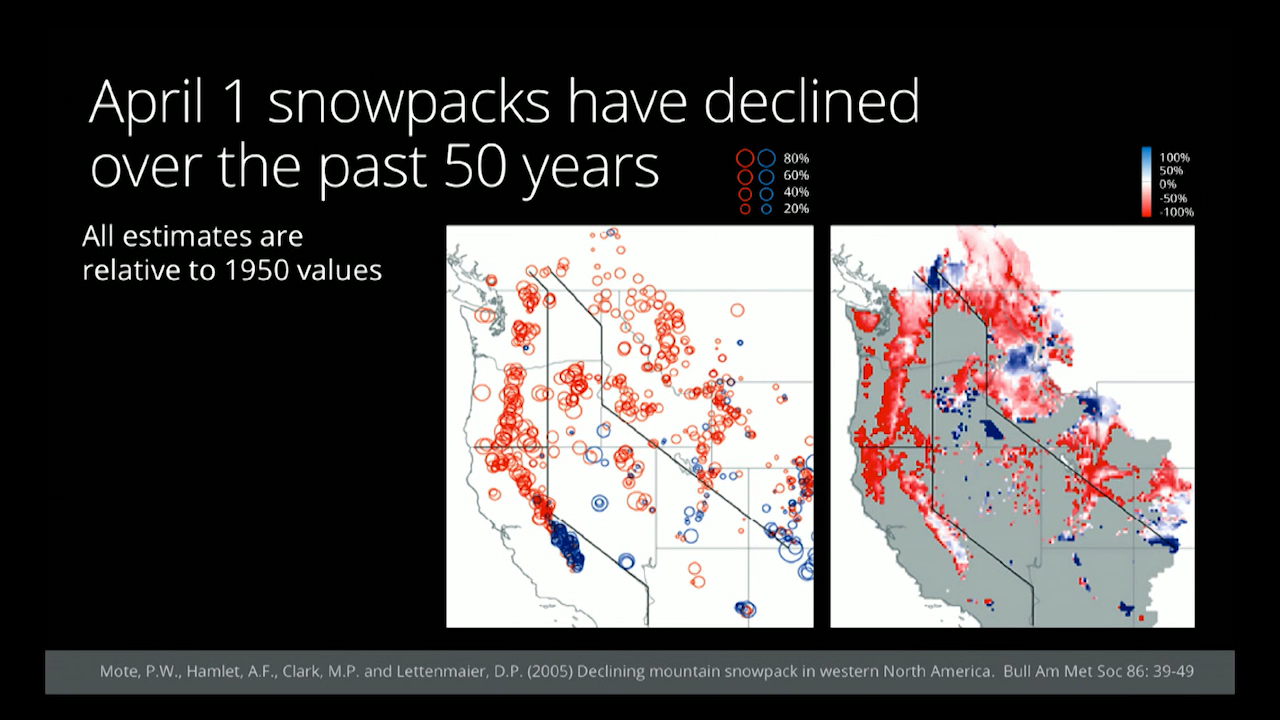 April 1 snowpacks have declined
over the past 50 years
All estimates are
relative to 1950 values
80%
60%
40%
20%
100%
50%
0%
-50%
-100%
Mote, P.W., Hamlet, A.F., Clark, M.P. and Lettenmaier, D.P. (2005) Declining mountain snowpack in western North America. Bull Am Met Soc 86: 39-49